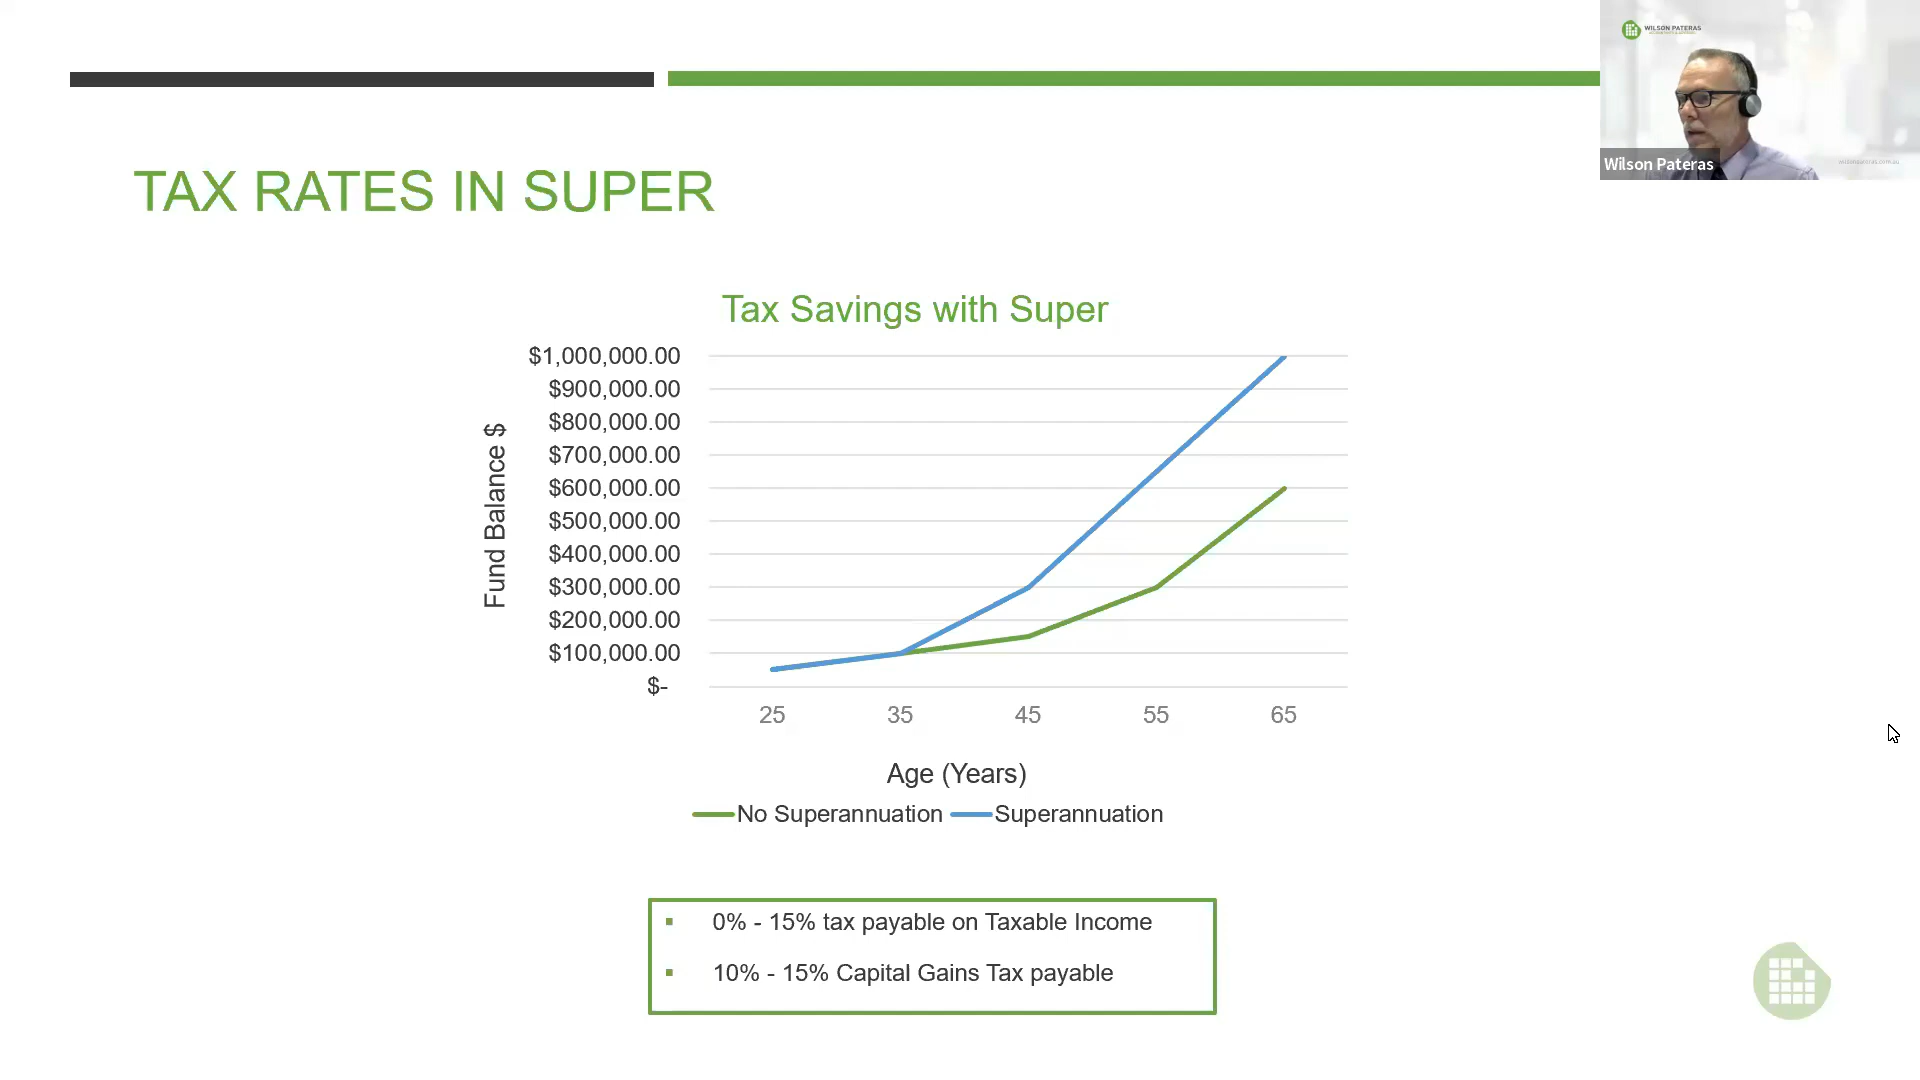 WILSON PATERAS
Wilson Pateras
TAX RATES IN SUPER
Tax Savings with Super
$1,000,000.00
$900,000.00
$800,000.00
$700,000.00
$600,000.00
$500,000.00
$400,000.00
$300,000.00
$200,000.00
$100,000.00
$-
Fund Balance $
25 35 45 55 65
Age (Years)
No Superannuation Superannuation
▪ 0% - 15% tax payable on Taxable Income
▪ 10% - 15% Capital Gains Tax payable